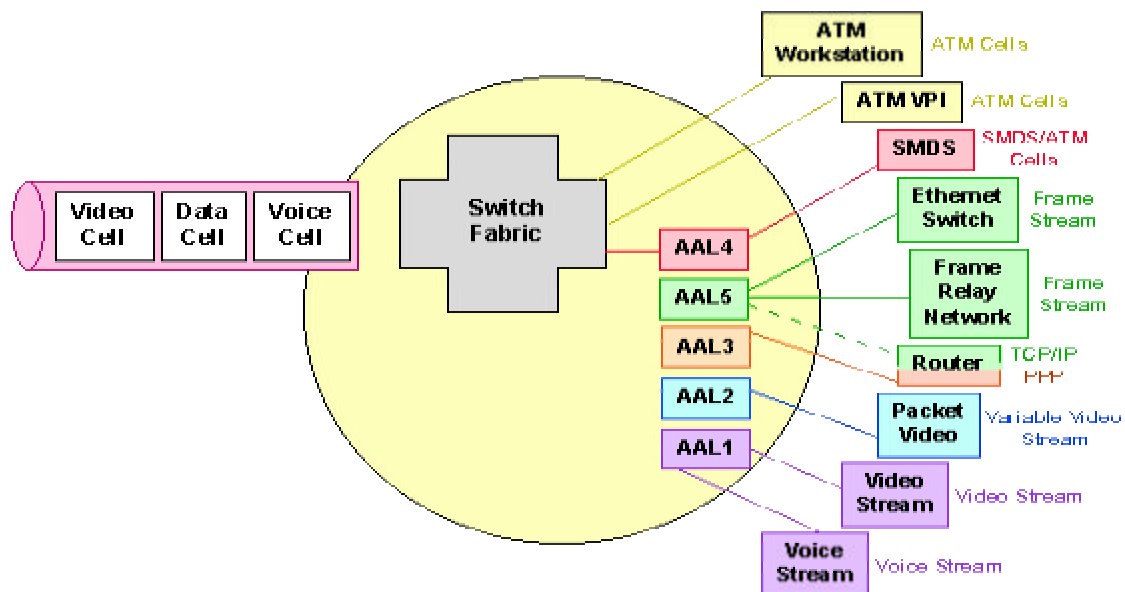 ATM
Workstation
ATM Cells
ATM VPI
ATM Cells
SMDS
SMDS/ATM
Cells
Ethernet
Switch
Frame
Stream
Video
Cell
Data
Cell
Voice
Cell
Switch
Fabric
AAL4
AAL5
Frame
Relay
Network
Frame
Stream
AAL3
Router
TCP/IP
PPP
AAL2
Packet
Video
Variable Video
Stream
AAL1
Video
Stream
Video Stream
Voice
Stream
Voice Stream